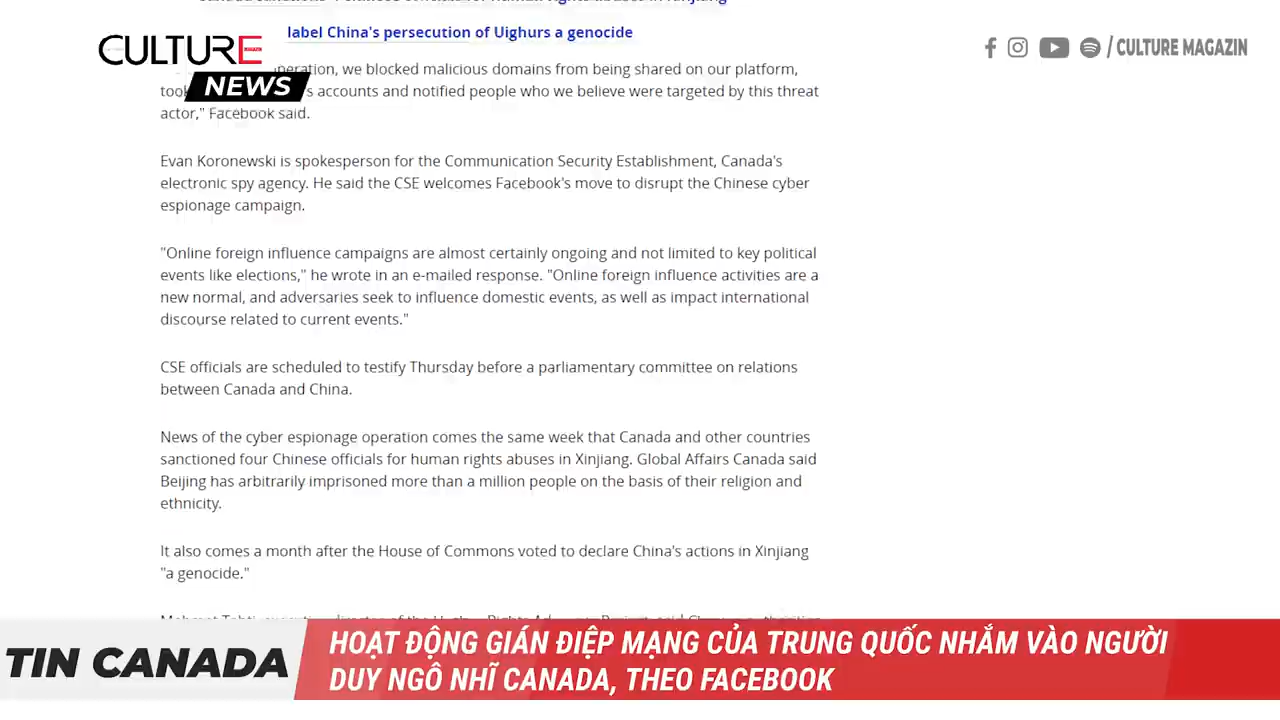 label China's persecution of Uighurs a genocide
CULTURE
NEWS
/ CULTURE MAGAZIN
operation, we blocked malicious domains from being shared on our platform,
accounts and notified people who we believe were targeted by this threat
actor," Facebook said.
Evan Koronewski is spokesperson for the Communication Security Establishment, Canada's
electronic spy agency. He said the CSE welcomes Facebook's move to disrupt the Chinese cyber
espionage campaign.
"Online foreign influence campaigns are almost certainly ongoing and not limited to key political
events like elections," he wrote in an e-mailed response. "Online foreign influence activities are a
new normal, and adversaries seek to influence domestic events, as well as impact international
discourse related to current events."
CSE officials are scheduled to testify Thursday before a parliamentary committee on relations
between Canada and China.
News of the cyber espionage operation comes the same week that Canada and other countries
sanctioned four Chinese officials for human rights abuses in Xinjiang. Global Affairs Canada said
Beijing has arbitrarily imprisoned more than a million people on the basis of their religion and
ethnicity.
It also comes a month after the House of Commons voted to declare China's actions in Xinjiang
"a genocide."
TIN CANADA
HOẠT ĐỘNG GIÁN ĐIỆP MẠNG CỦA TRUNG QUỐC NHẮM VÀO NGƯỜI
DUY NGÔ NHĨ CANADA, THEO FACEBOOK